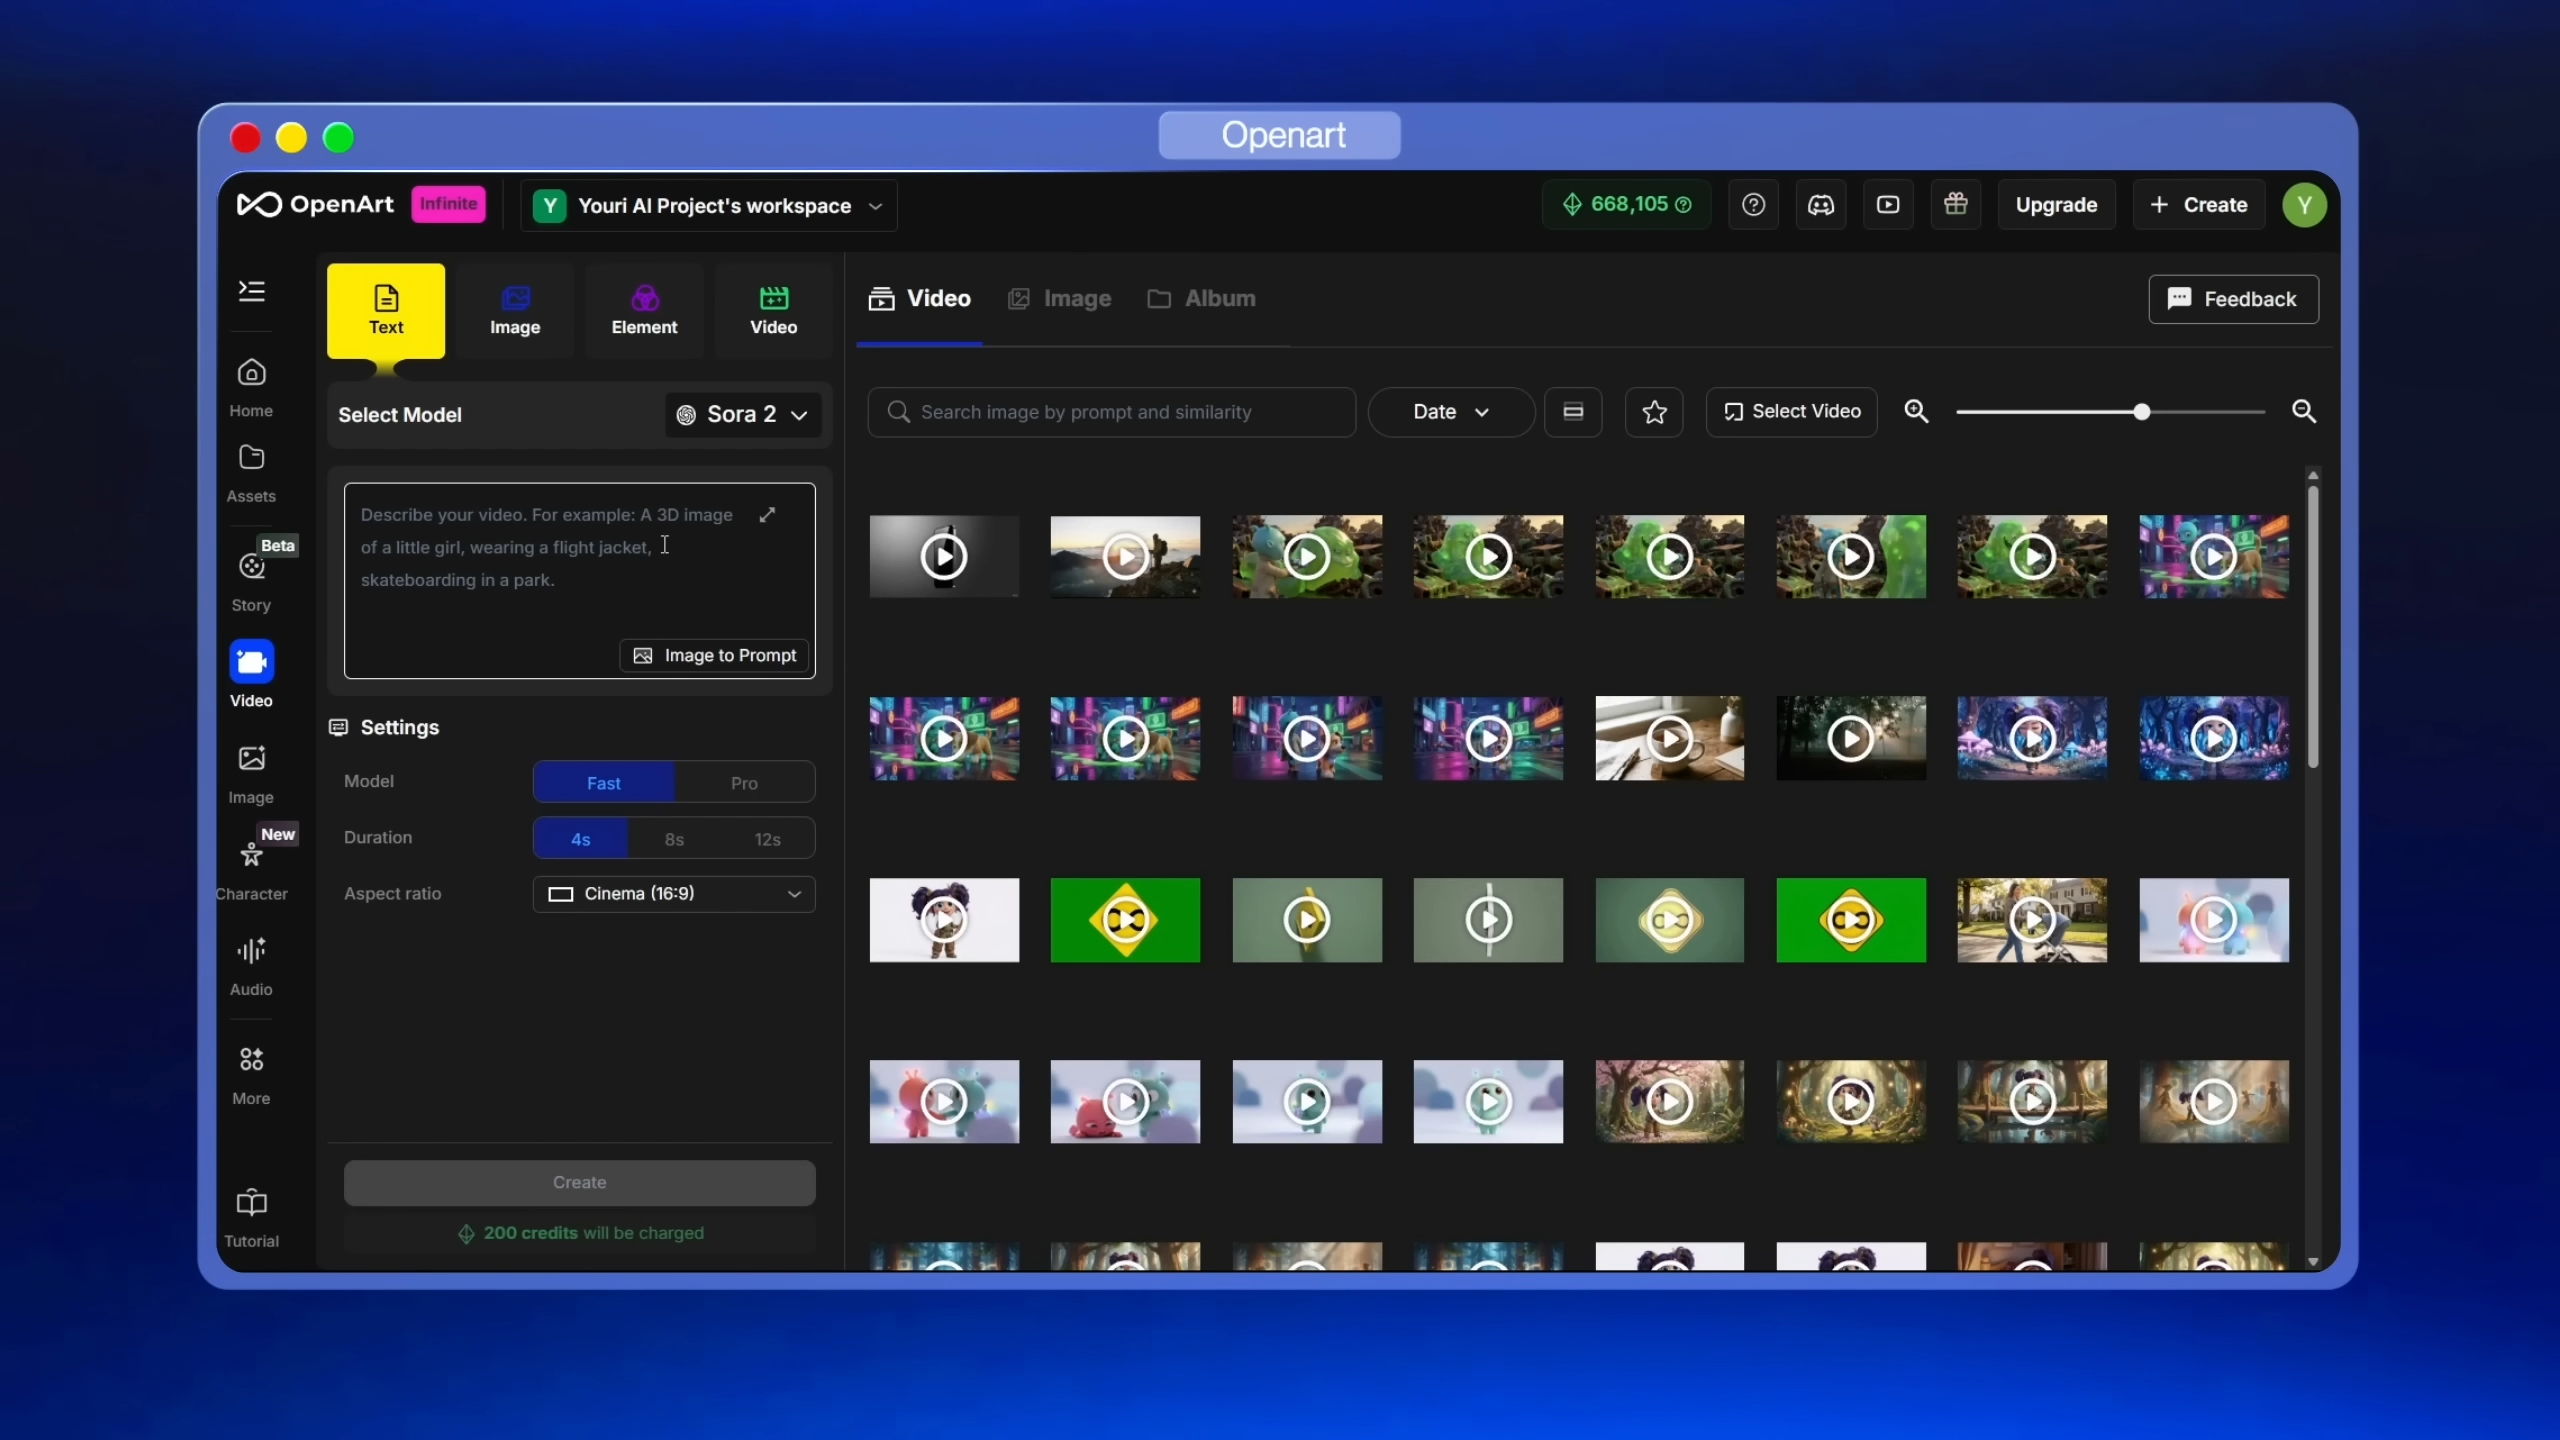 Openart
OpenArt Infinite
Y Youri AI Project's workspace
668,105
Upgrade
+ Create
Y
Text
Image
Element
Video
Video
Image
Album
Feedback
Home
Assets
Beta
Story
Video
Image
New
Character
Audio
More
Tutorial
Select Model
Sora 2
Search image by prompt and similarity
Date
Select Video
Describe your video. For example: A 3D image
of a little girl, wearing a flight jacket,
skateboarding in a park.
Image to Prompt
Settings
Model
Fast
Pro
Duration
4s
8s
12s
Aspect ratio
Cinema (16:9)
Create
200 credits will be charged